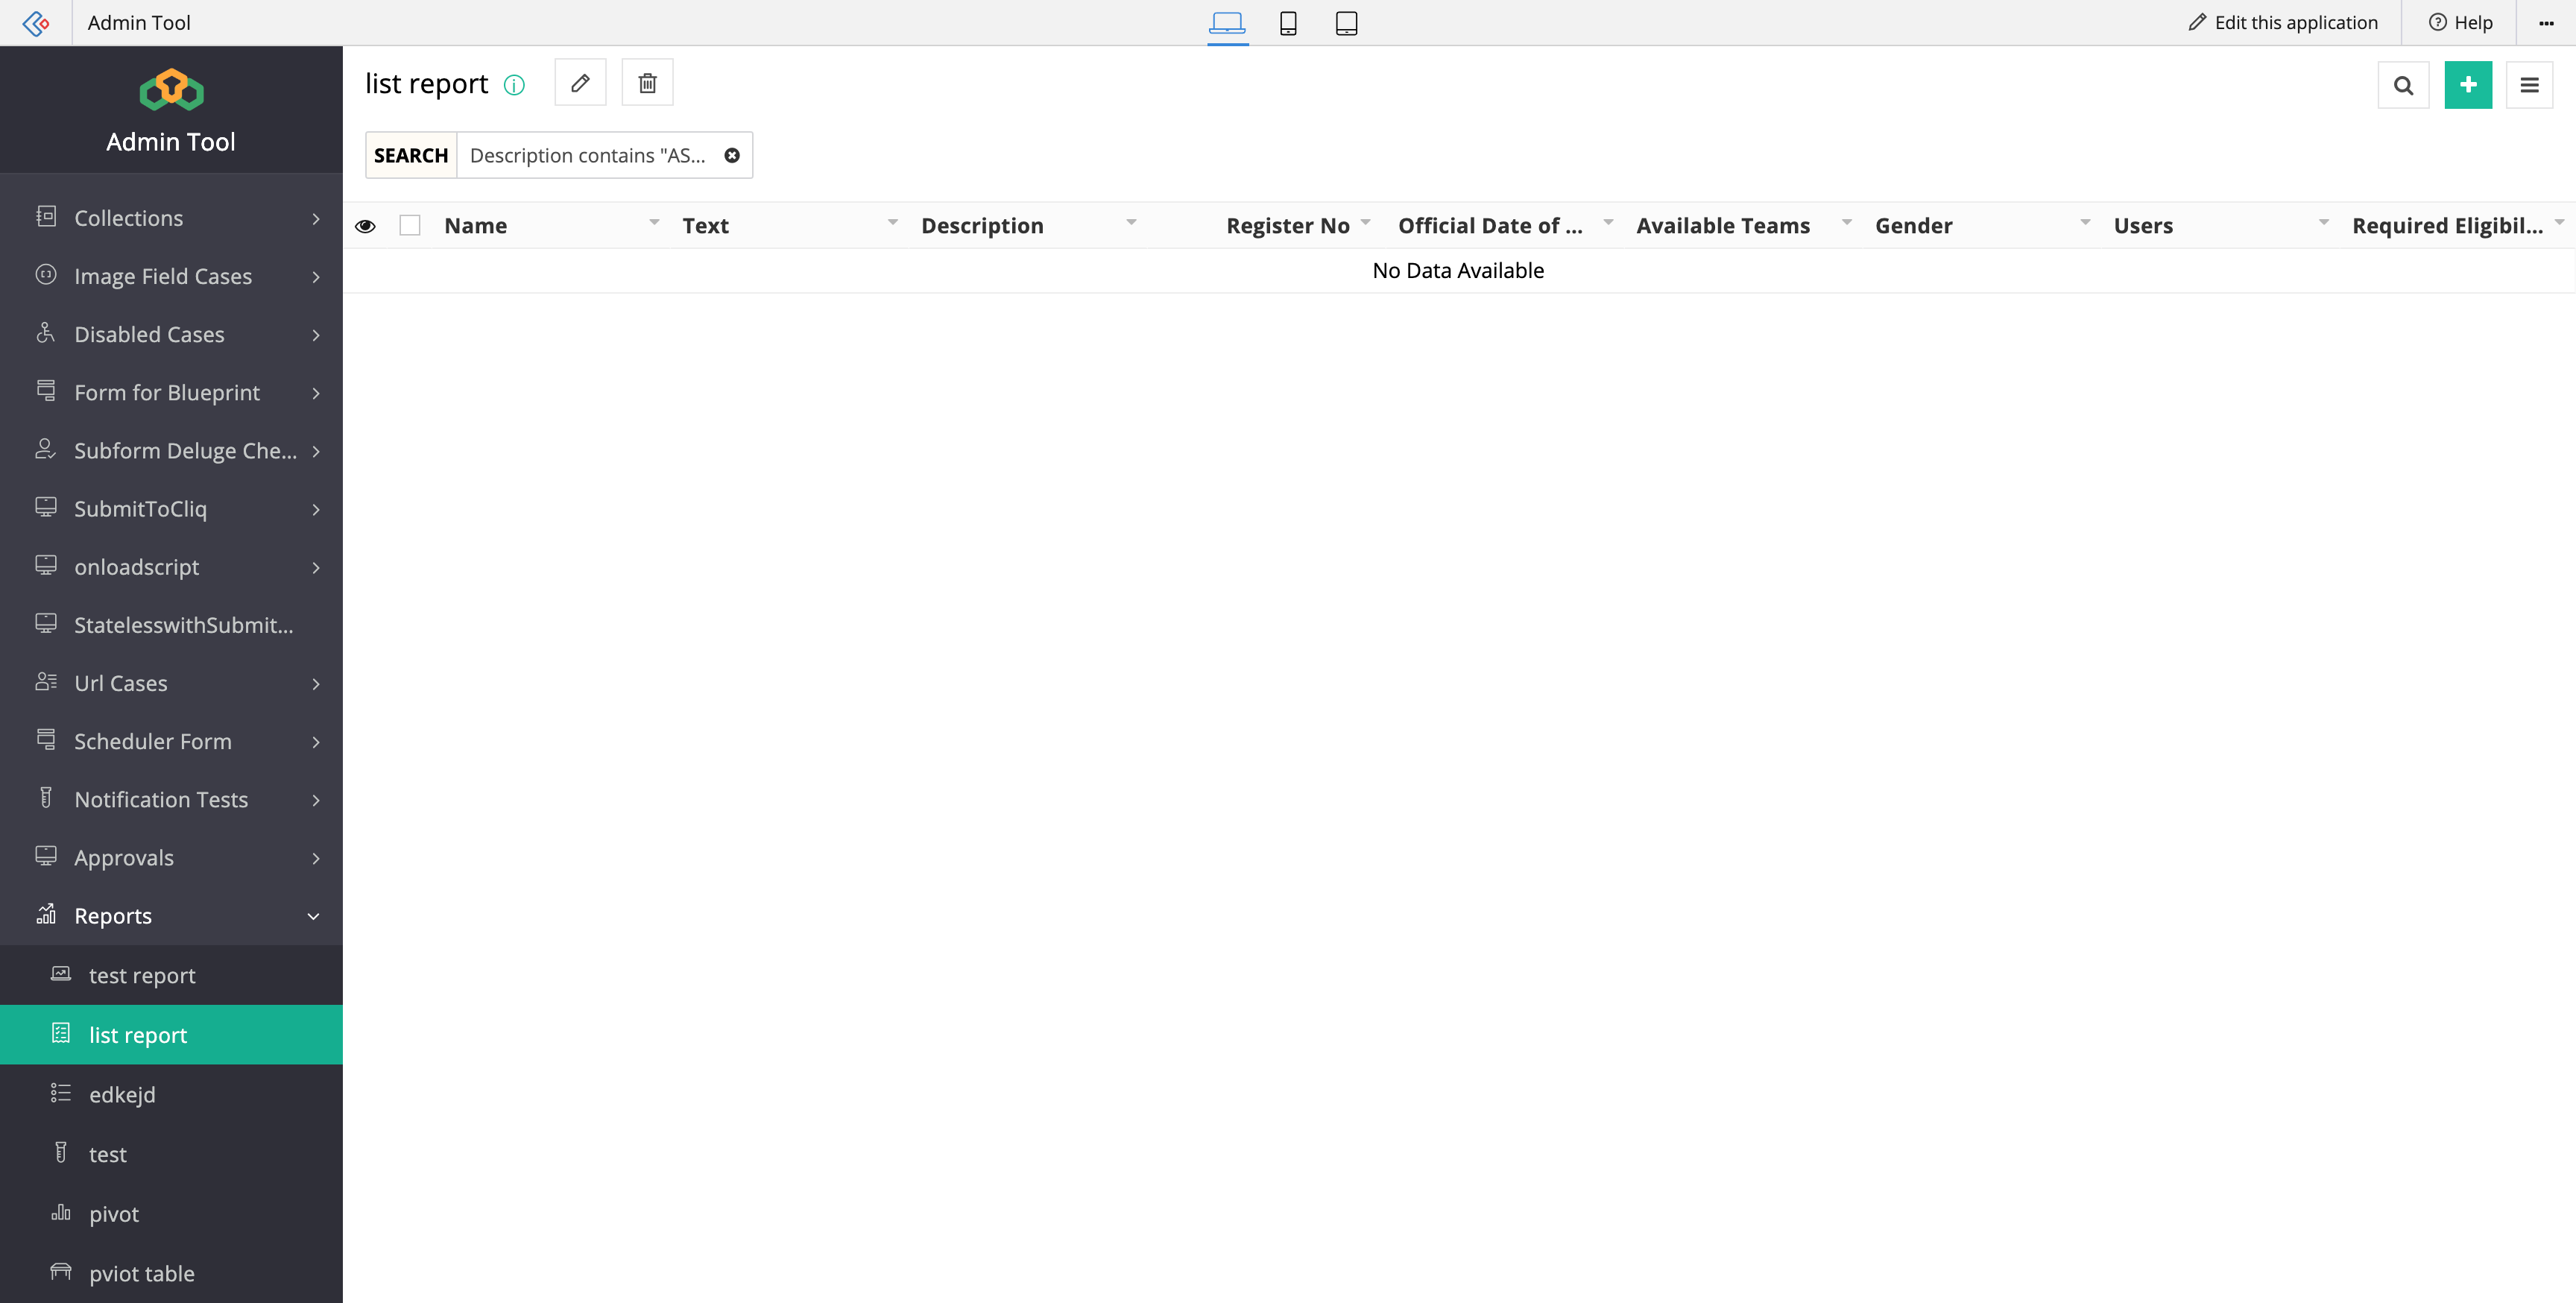 Admin Tool
Edit this application
Help
Admin Tool
Collections
Image Field Cases
Disabled Cases
Form for Blueprint
Subform Deluge Che...
SubmitToCliq
onloadscript
StatelesswithSubmit...
Url Cases
Scheduler Form
Notification Tests
Approvals
Reports
test report
list report
edkejd
test
pivot
pviot table
list report
SEARCH Description contains "AS...
Name Text Description Register No Official Date of ... Available Teams Gender Users Required Eligibil...
No Data Available